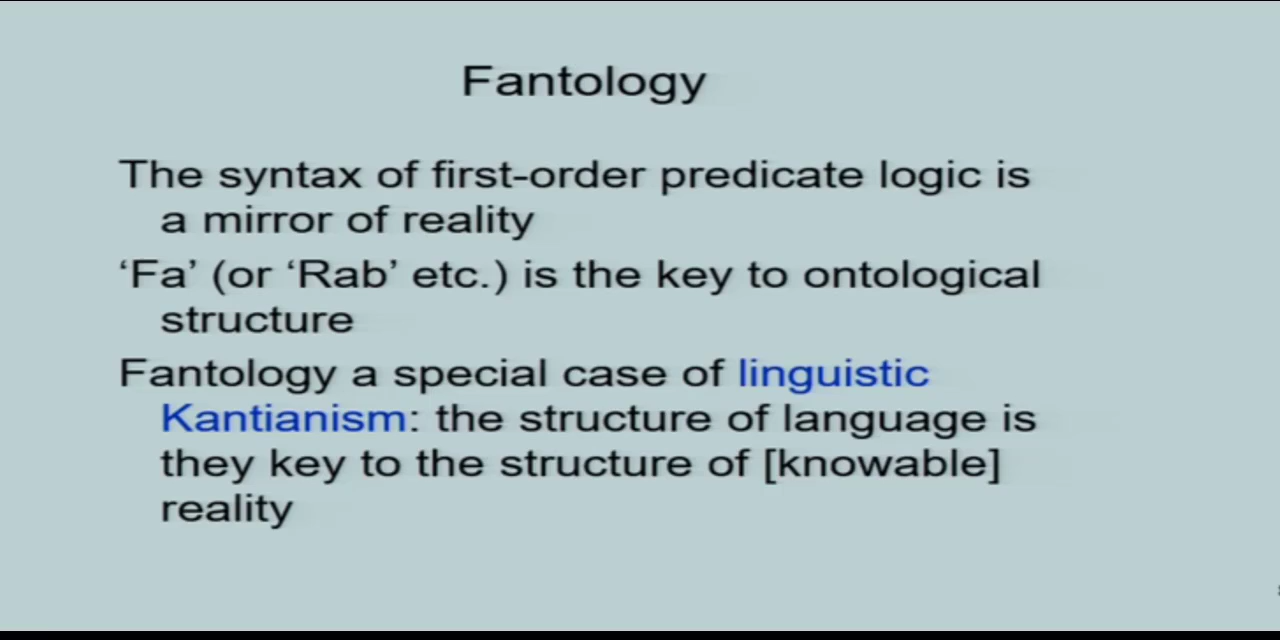 Fantology
The syntax of first-order predicate logic is
a mirror of reality
‘Fa’ (or ‘Rab’ etc.) is the key to ontological
structure
Fantology a special case of linguistic
Kantianism: the structure of language is
they key to the structure of [knowable]
reality